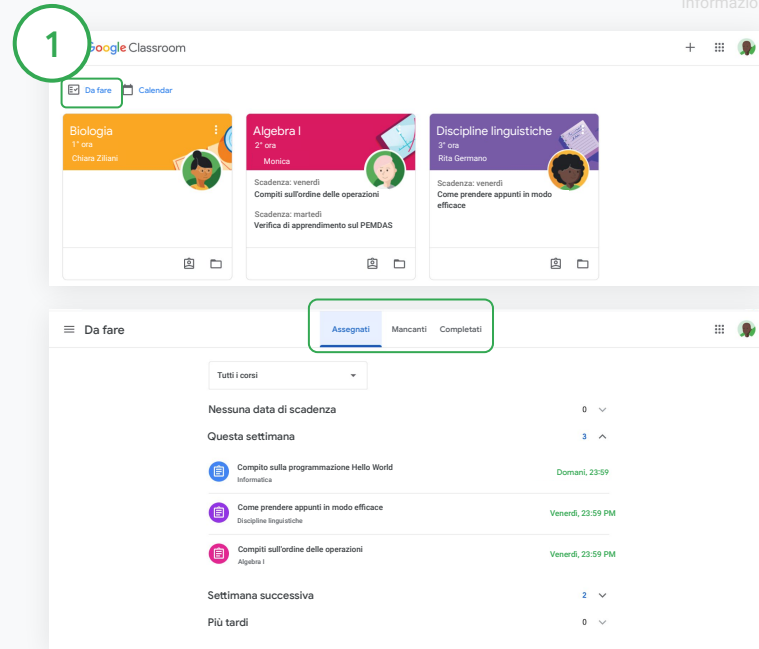 Informazio
1
Google Classroom
Da fare
Calendar
Biologia
1° ora
Chiara Ziliani
Algebra I
2° ora
Monica
Scadenza: venerdì
Compiti sull'ordine delle operazioni
Scadenza: martedì
Verifica di apprendimento sul PEMDAS
Discipline linguistiche
3° ora
Rita Germano
Scadenza: venerdì
Come prendere appunti in modo
efficace
Da fare
Assegnati
Mancanti
Completati
Tutti i corsi
Nessuna data di scadenza 0
Questa settimana 3
Compito sulla programmazione Hello World
Informatica
Domani, 23:59
Come prendere appunti in modo efficace
Discipline linguistiche
Venerdì, 23:59 PM
Compiti sull'ordine delle operazioni
Algebra I
Venerdì, 23:59 PM
Settimana successiva 2
Più tardi 0